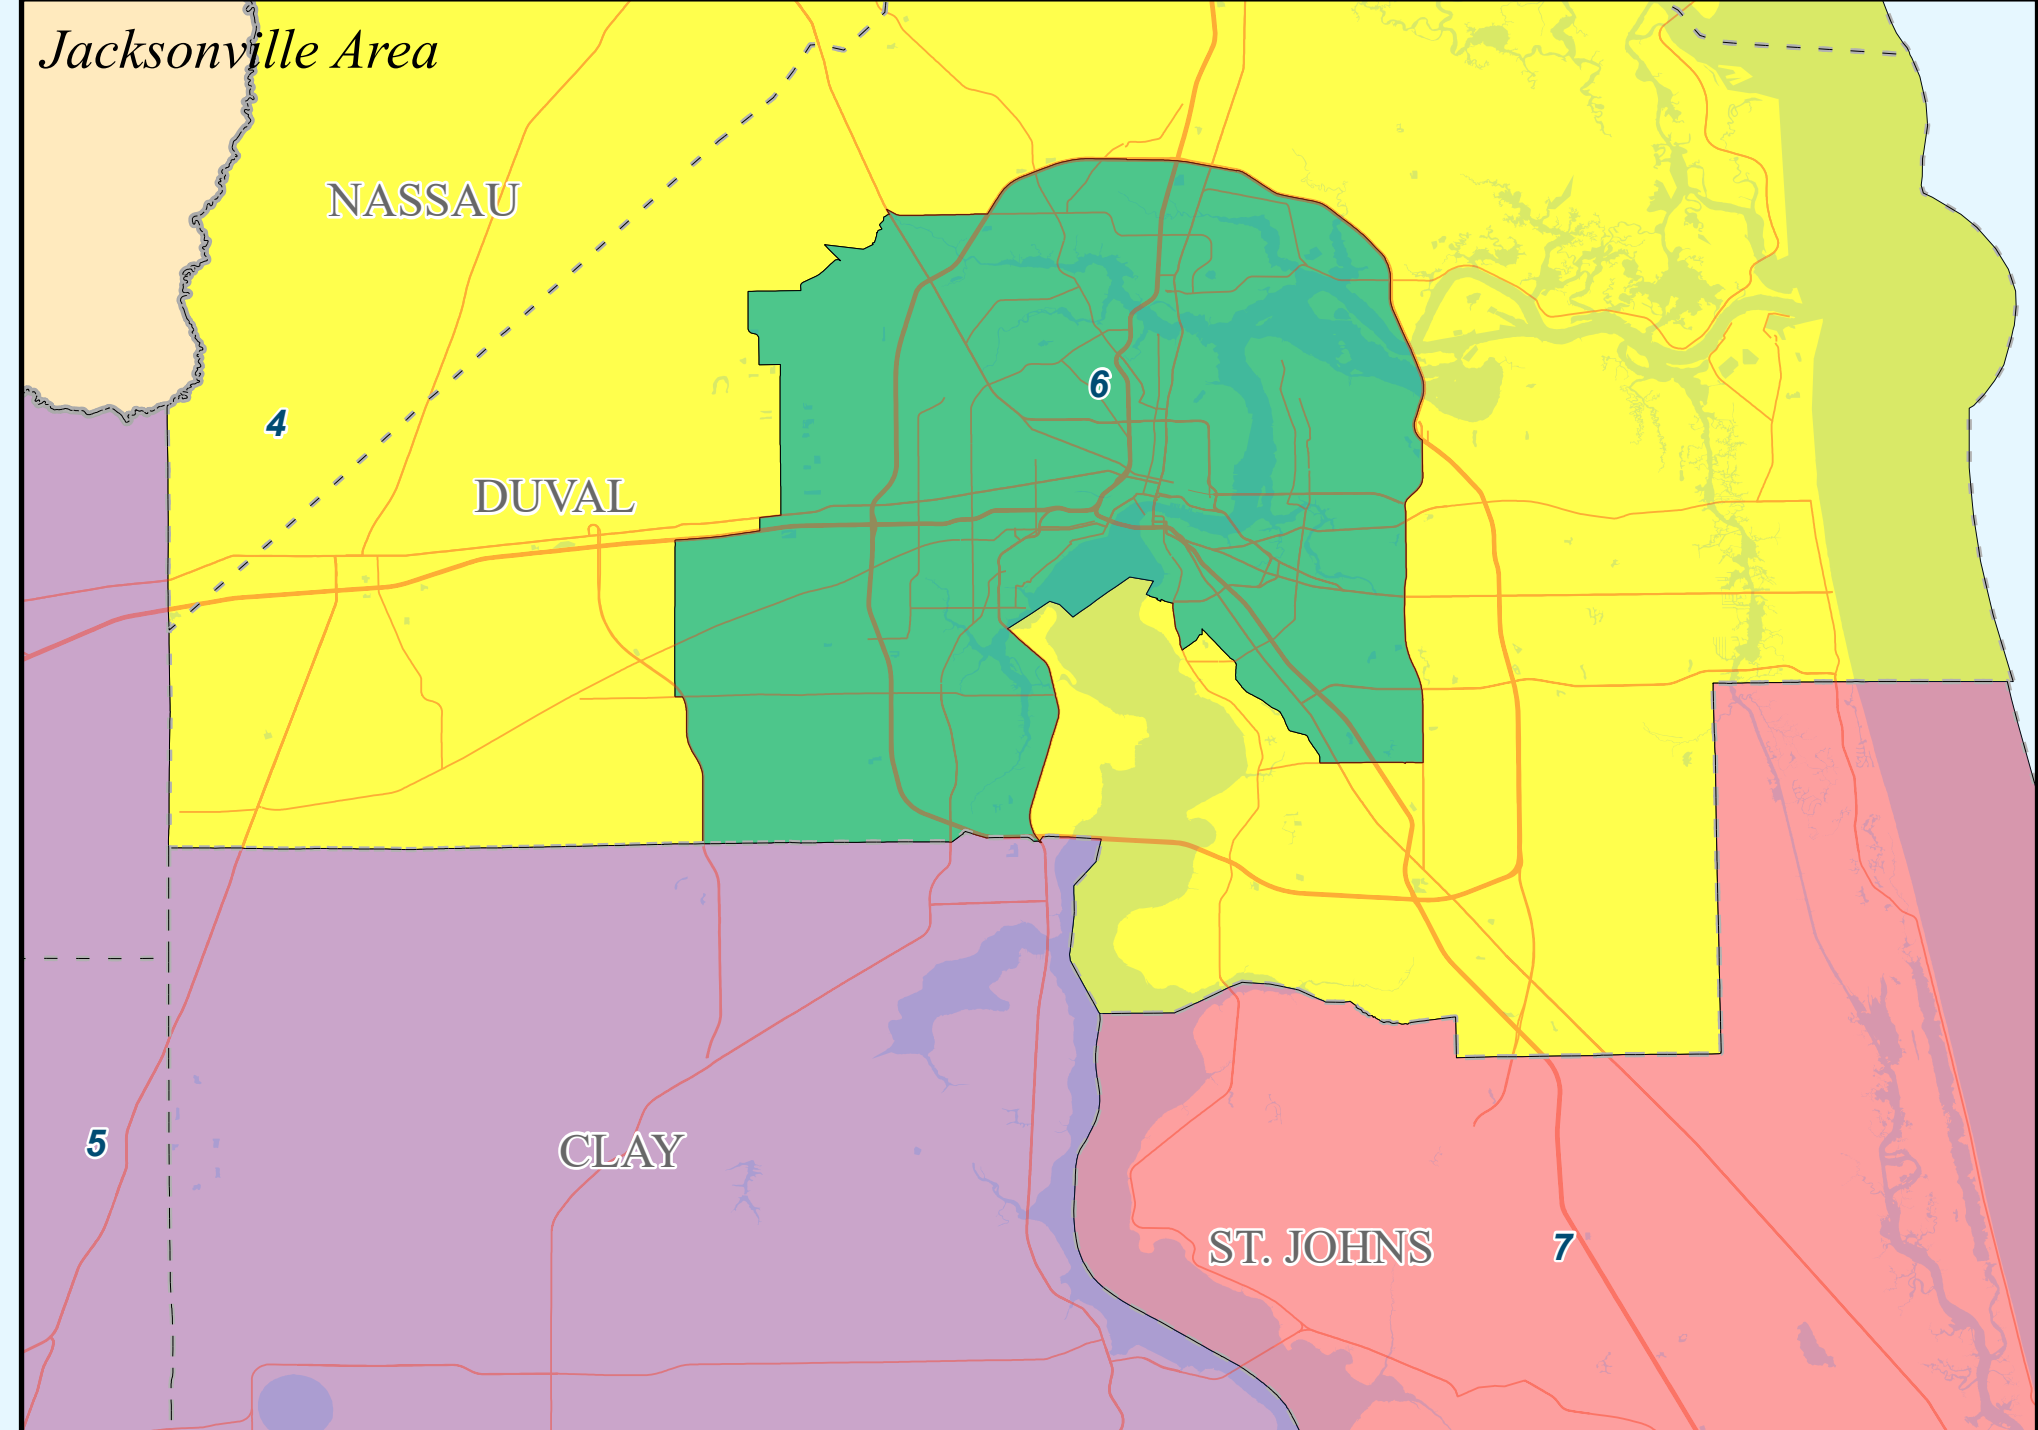 Jacksonville Area
NASSAU
6
4
DUVAL
5
CLAY
ST. JOHNS
7